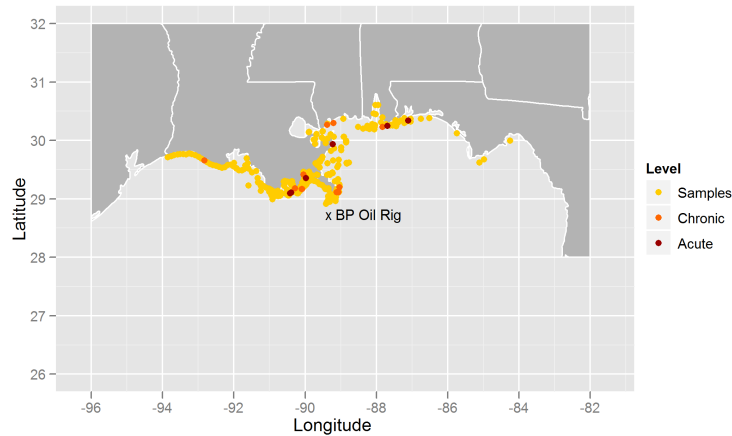 32
31
30
29
28
27
26
Latitude
x BP Oil Rig
-96
-94
-92
-90
-88
-86
-84
-82
Longitude
Level
Samples
Chronic
Acute